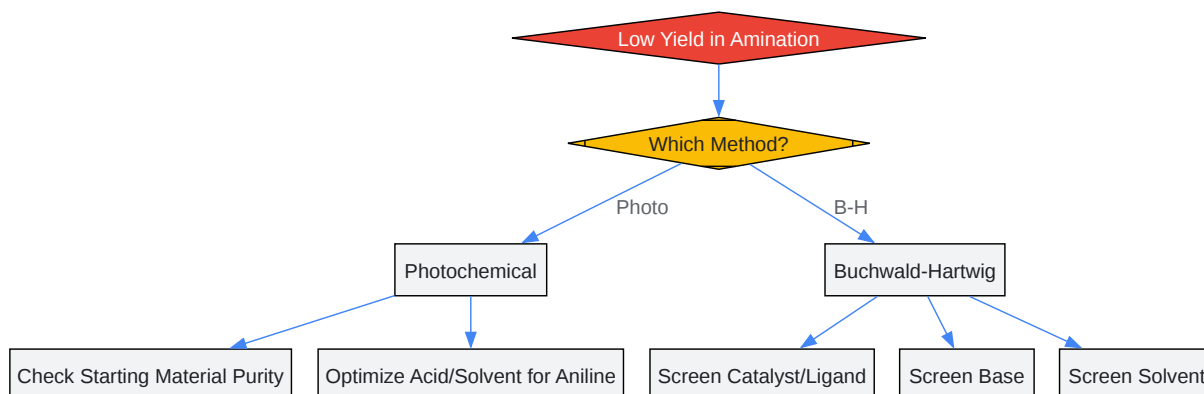 Low Yield in Amination
Which Method?
Photo
B-H
Photochemical
Buchwald-Hartwig
Check Starting Material Purity
Optimize Acid/Solvent for Aniline
Screen Catalyst/Ligand
Screen Base
Screen Solvent